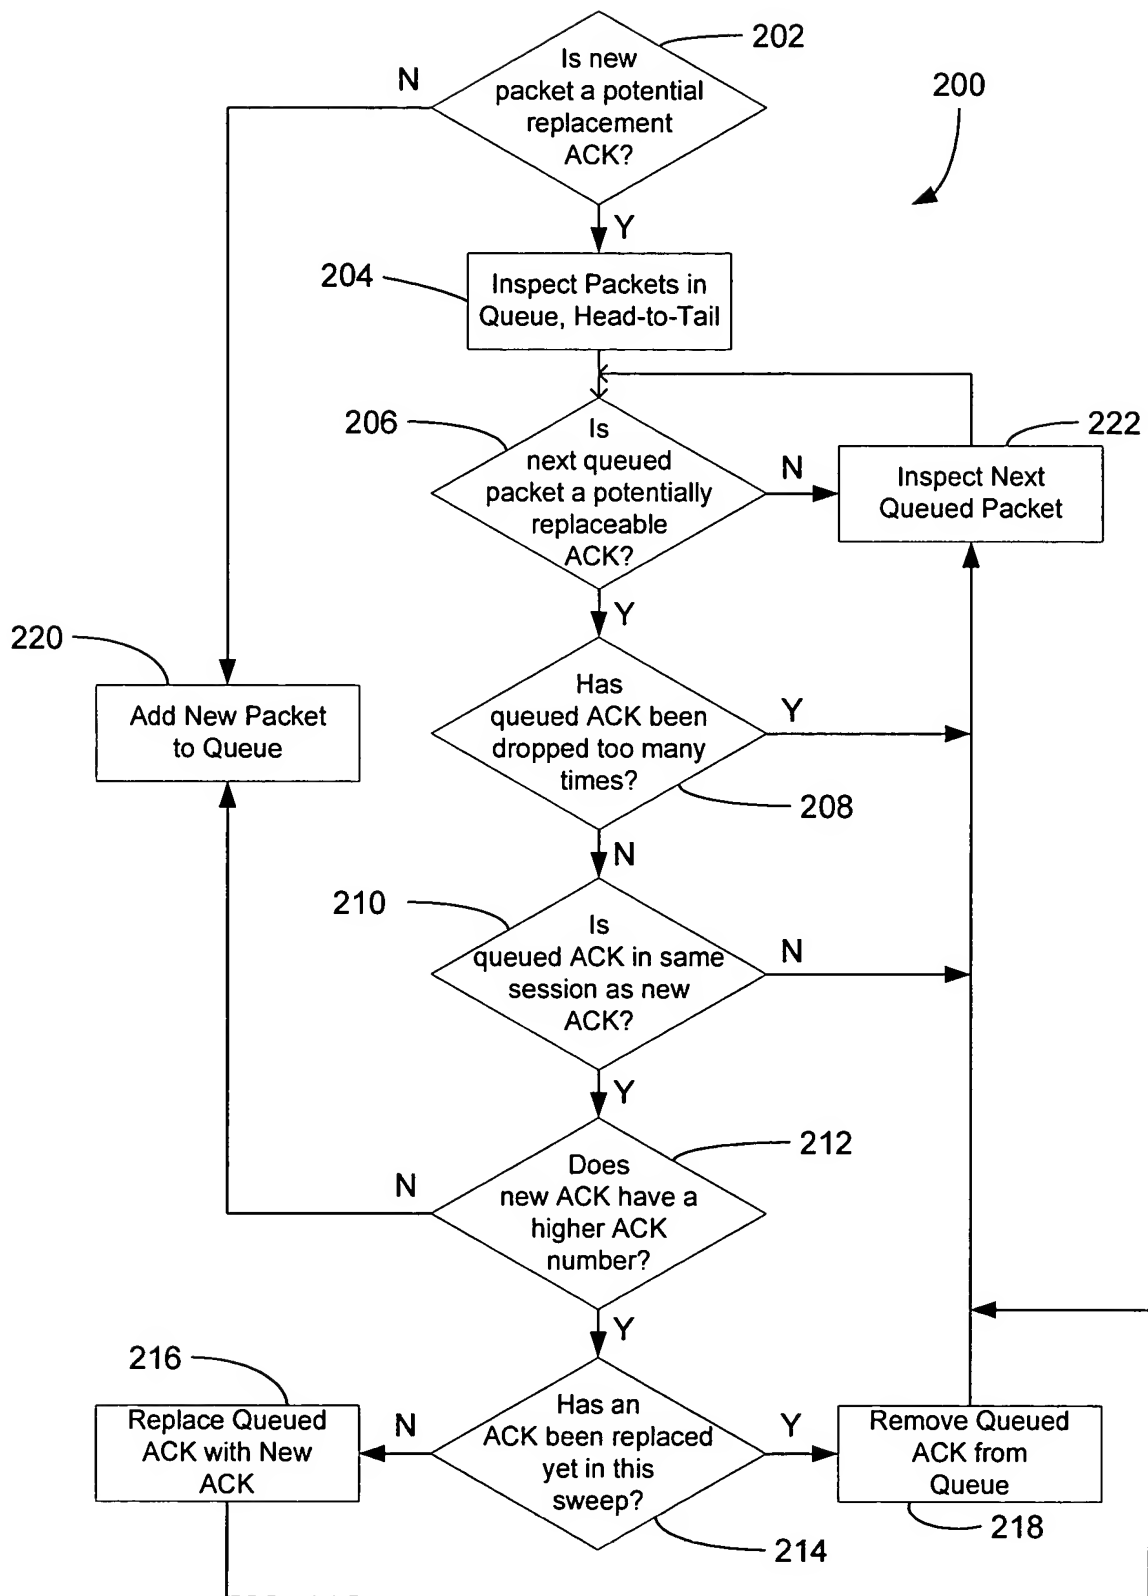 202
Is new
packet a potential
replacement
ACK?
N
200
Y
204
Inspect Packets in
Queue, Head-to-Tail
206
Is
next queued
packet a potentially
replaceable
ACK?
N
222
Inspect Next
Queued Packet
Y
220
Add New Packet
to Queue
Has
queued ACK been
dropped too many
times?
Y
208
N
210
Is
queued ACK in same
session as new
ACK?
N
Y
212
Does
new ACK have a
higher ACK
number?
N
Y
216
Replace Queued
ACK with New
ACK
N
Has an
ACK been replaced
yet in this
sweep?
Y
Remove Queued
ACK from
Queue
218
214